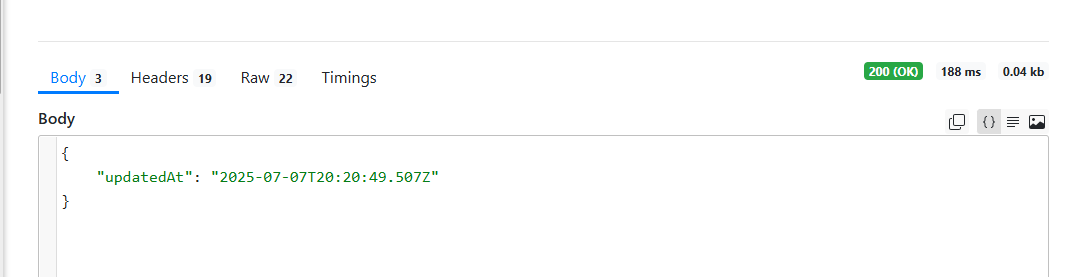 Body 3 Headers 19 Raw 22 Timings 200 (OK) 188 ms 0.04 kb
Body {}
{
"updatedAt": "2025-07-07T20:20:49.507Z"
}